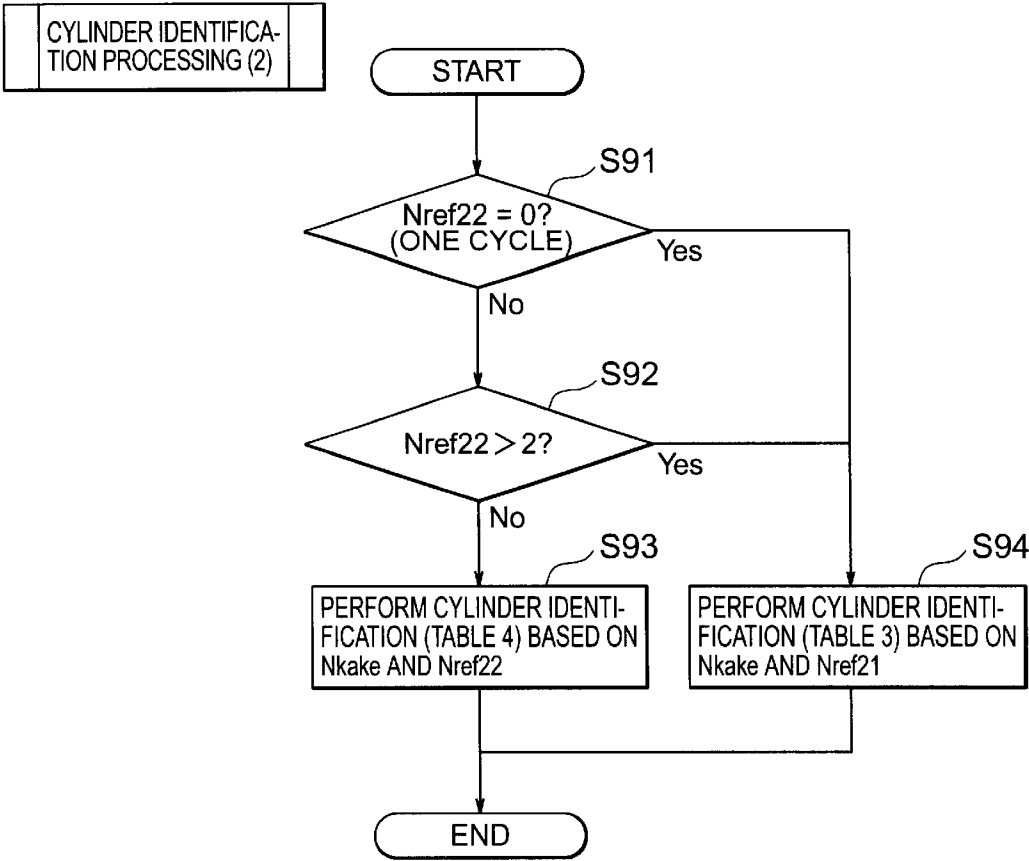 CYLINDER IDENTIFICA-
TION PROCESSING (2)
START
S91
Nref22 = 0?
(ONE CYCLE)
Yes
No
S92
Nref22 > 2?
Yes
No
S93
PERFORM CYLINDER IDENTI-
FICATION (TABLE 4) BASED ON
Nkake AND Nref22
S94
PERFORM CYLINDER IDENTI-
FICATION (TABLE 3) BASED ON
Nkake AND Nref21
END